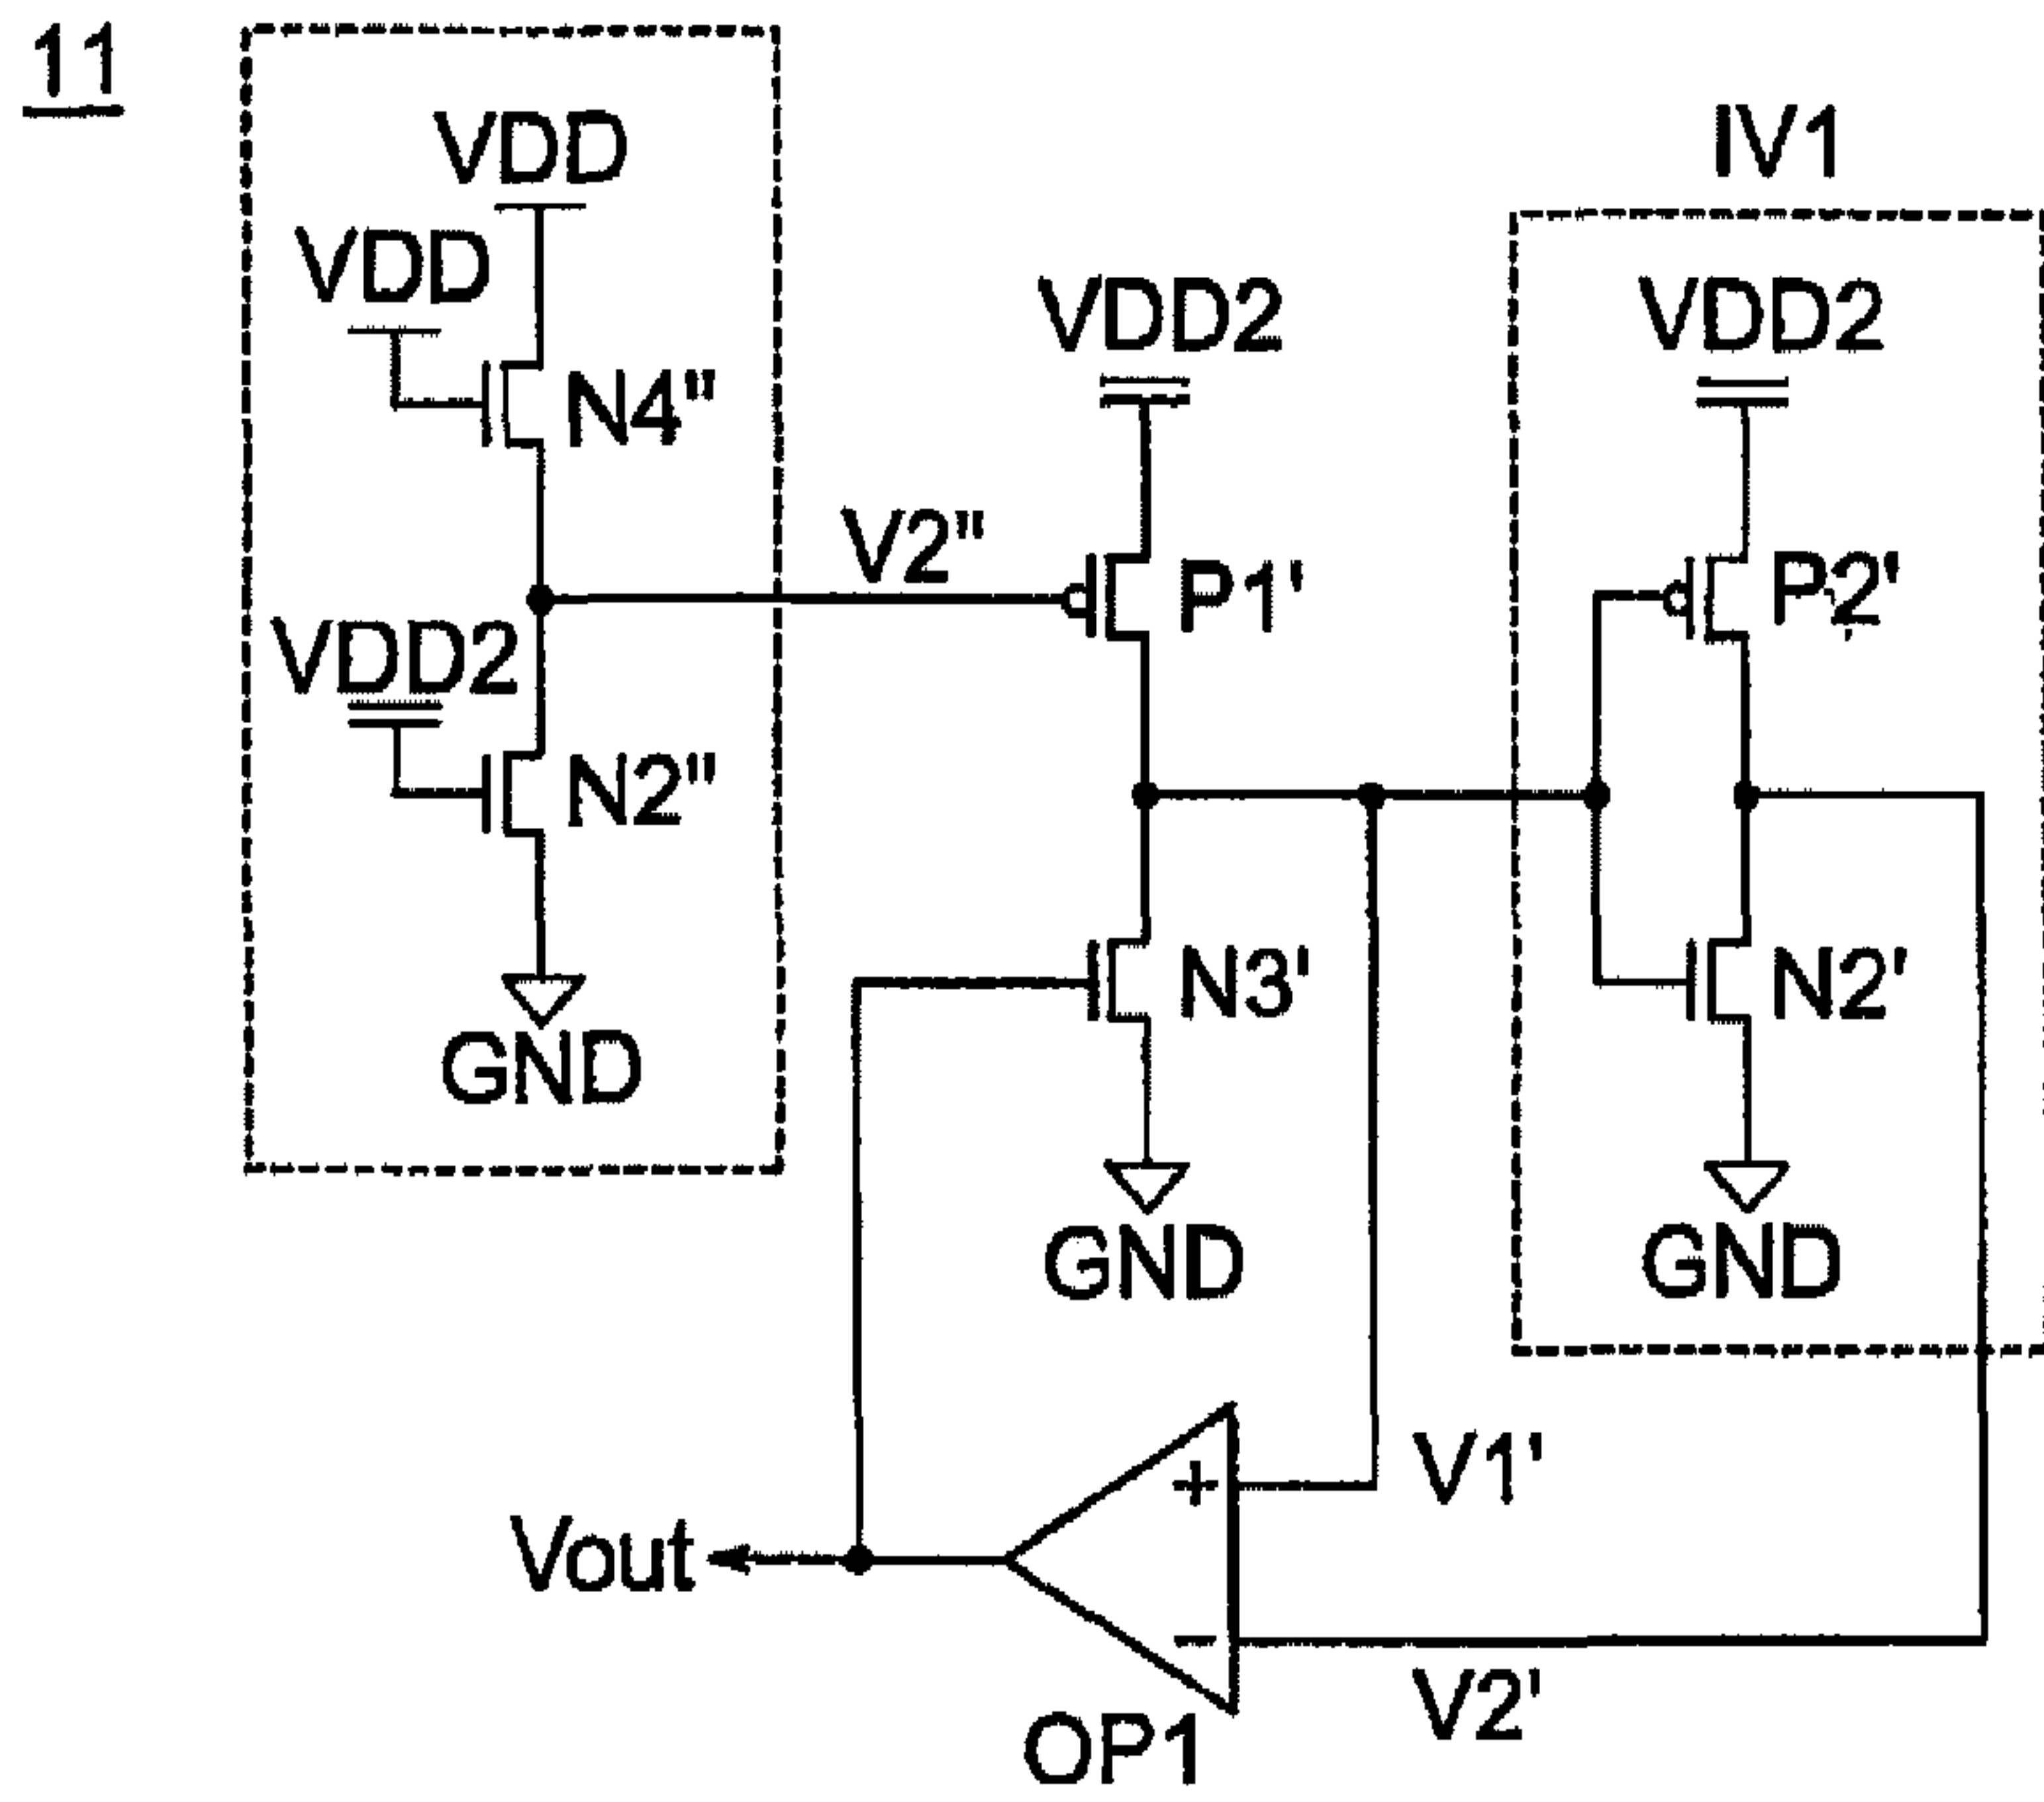 11
VDD
VDD
N4"
VDD2
N2"
GND
V2"
VDD2
P1'
N3'
GND
IV1
VDD2
P2'
N2'
GND
+
V1'
Vout
−
V2'
OP1